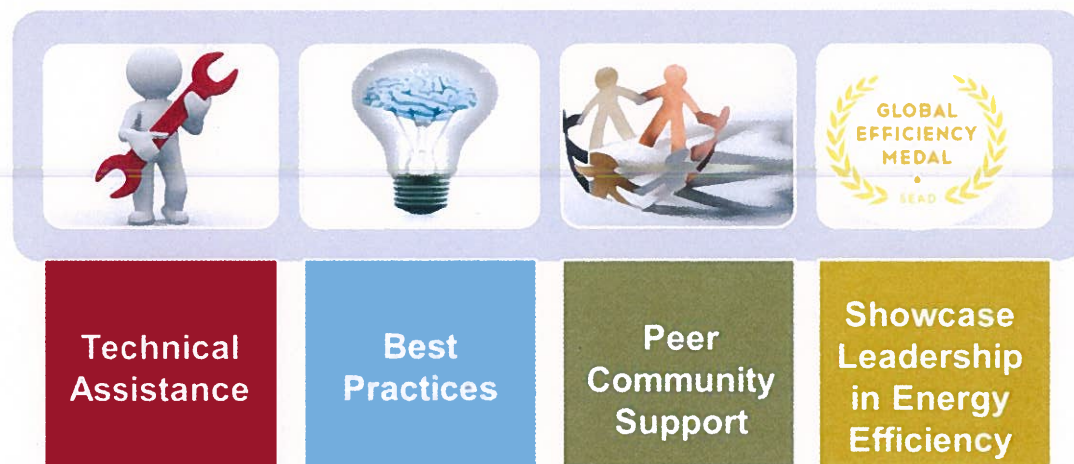 GLOBAL
EFFICIENCY
MEDAL
SEAD
Technical
Assistance
Best
Practices
Peer
Community
Support
Showcase
Leadership
in Energy
Efficiency